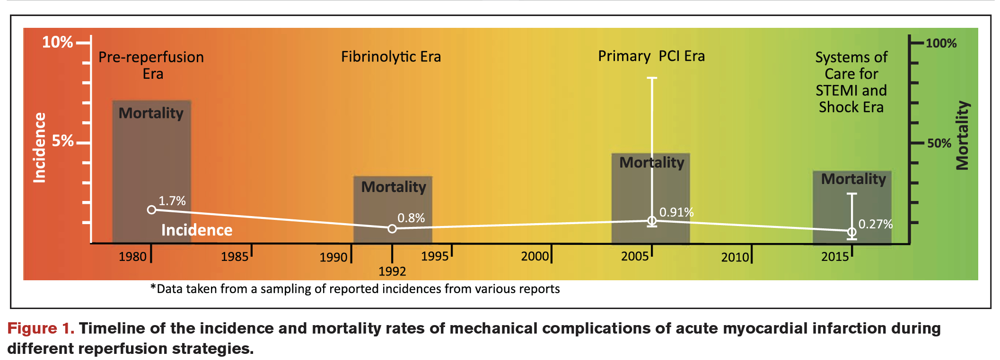 10%
5%
Incidence
Pre-reperfusion
Era
Fibrinolytic Era
Primary PCI Era
Systems of
Care for
STEMI and
Shock Era
100%
50%
Mortality
Mortality
Mortality
Mortality
Mortality
1.7%
0.8%
0.91%
0.27%
Incidence
1980
1985
1990
1992
1995
2000
2005
2010
2015
*Data taken from a sampling of reported incidences from various reports
Figure 1. Timeline of the incidence and mortality rates of mechanical complications of acute myocardial infarction during
different reperfusion strategies.